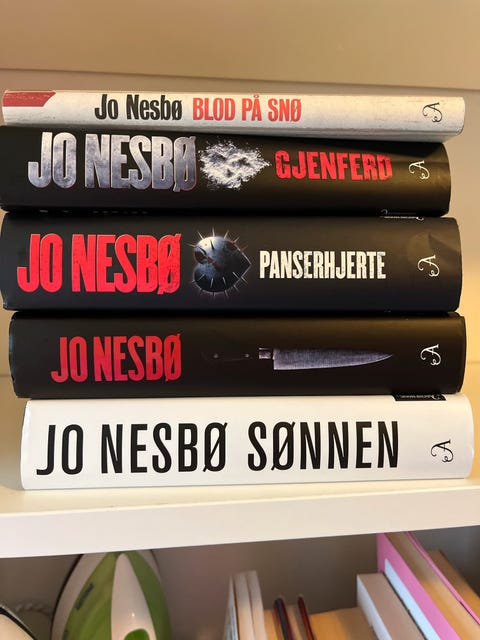 Jo Nesbø BLOD PÅ SNØ A
JO NESBØ GJENFERD A
JO NESBØ PANSERHJERTE A
JO NESBØ A
JO NESBØ SØNNEN A